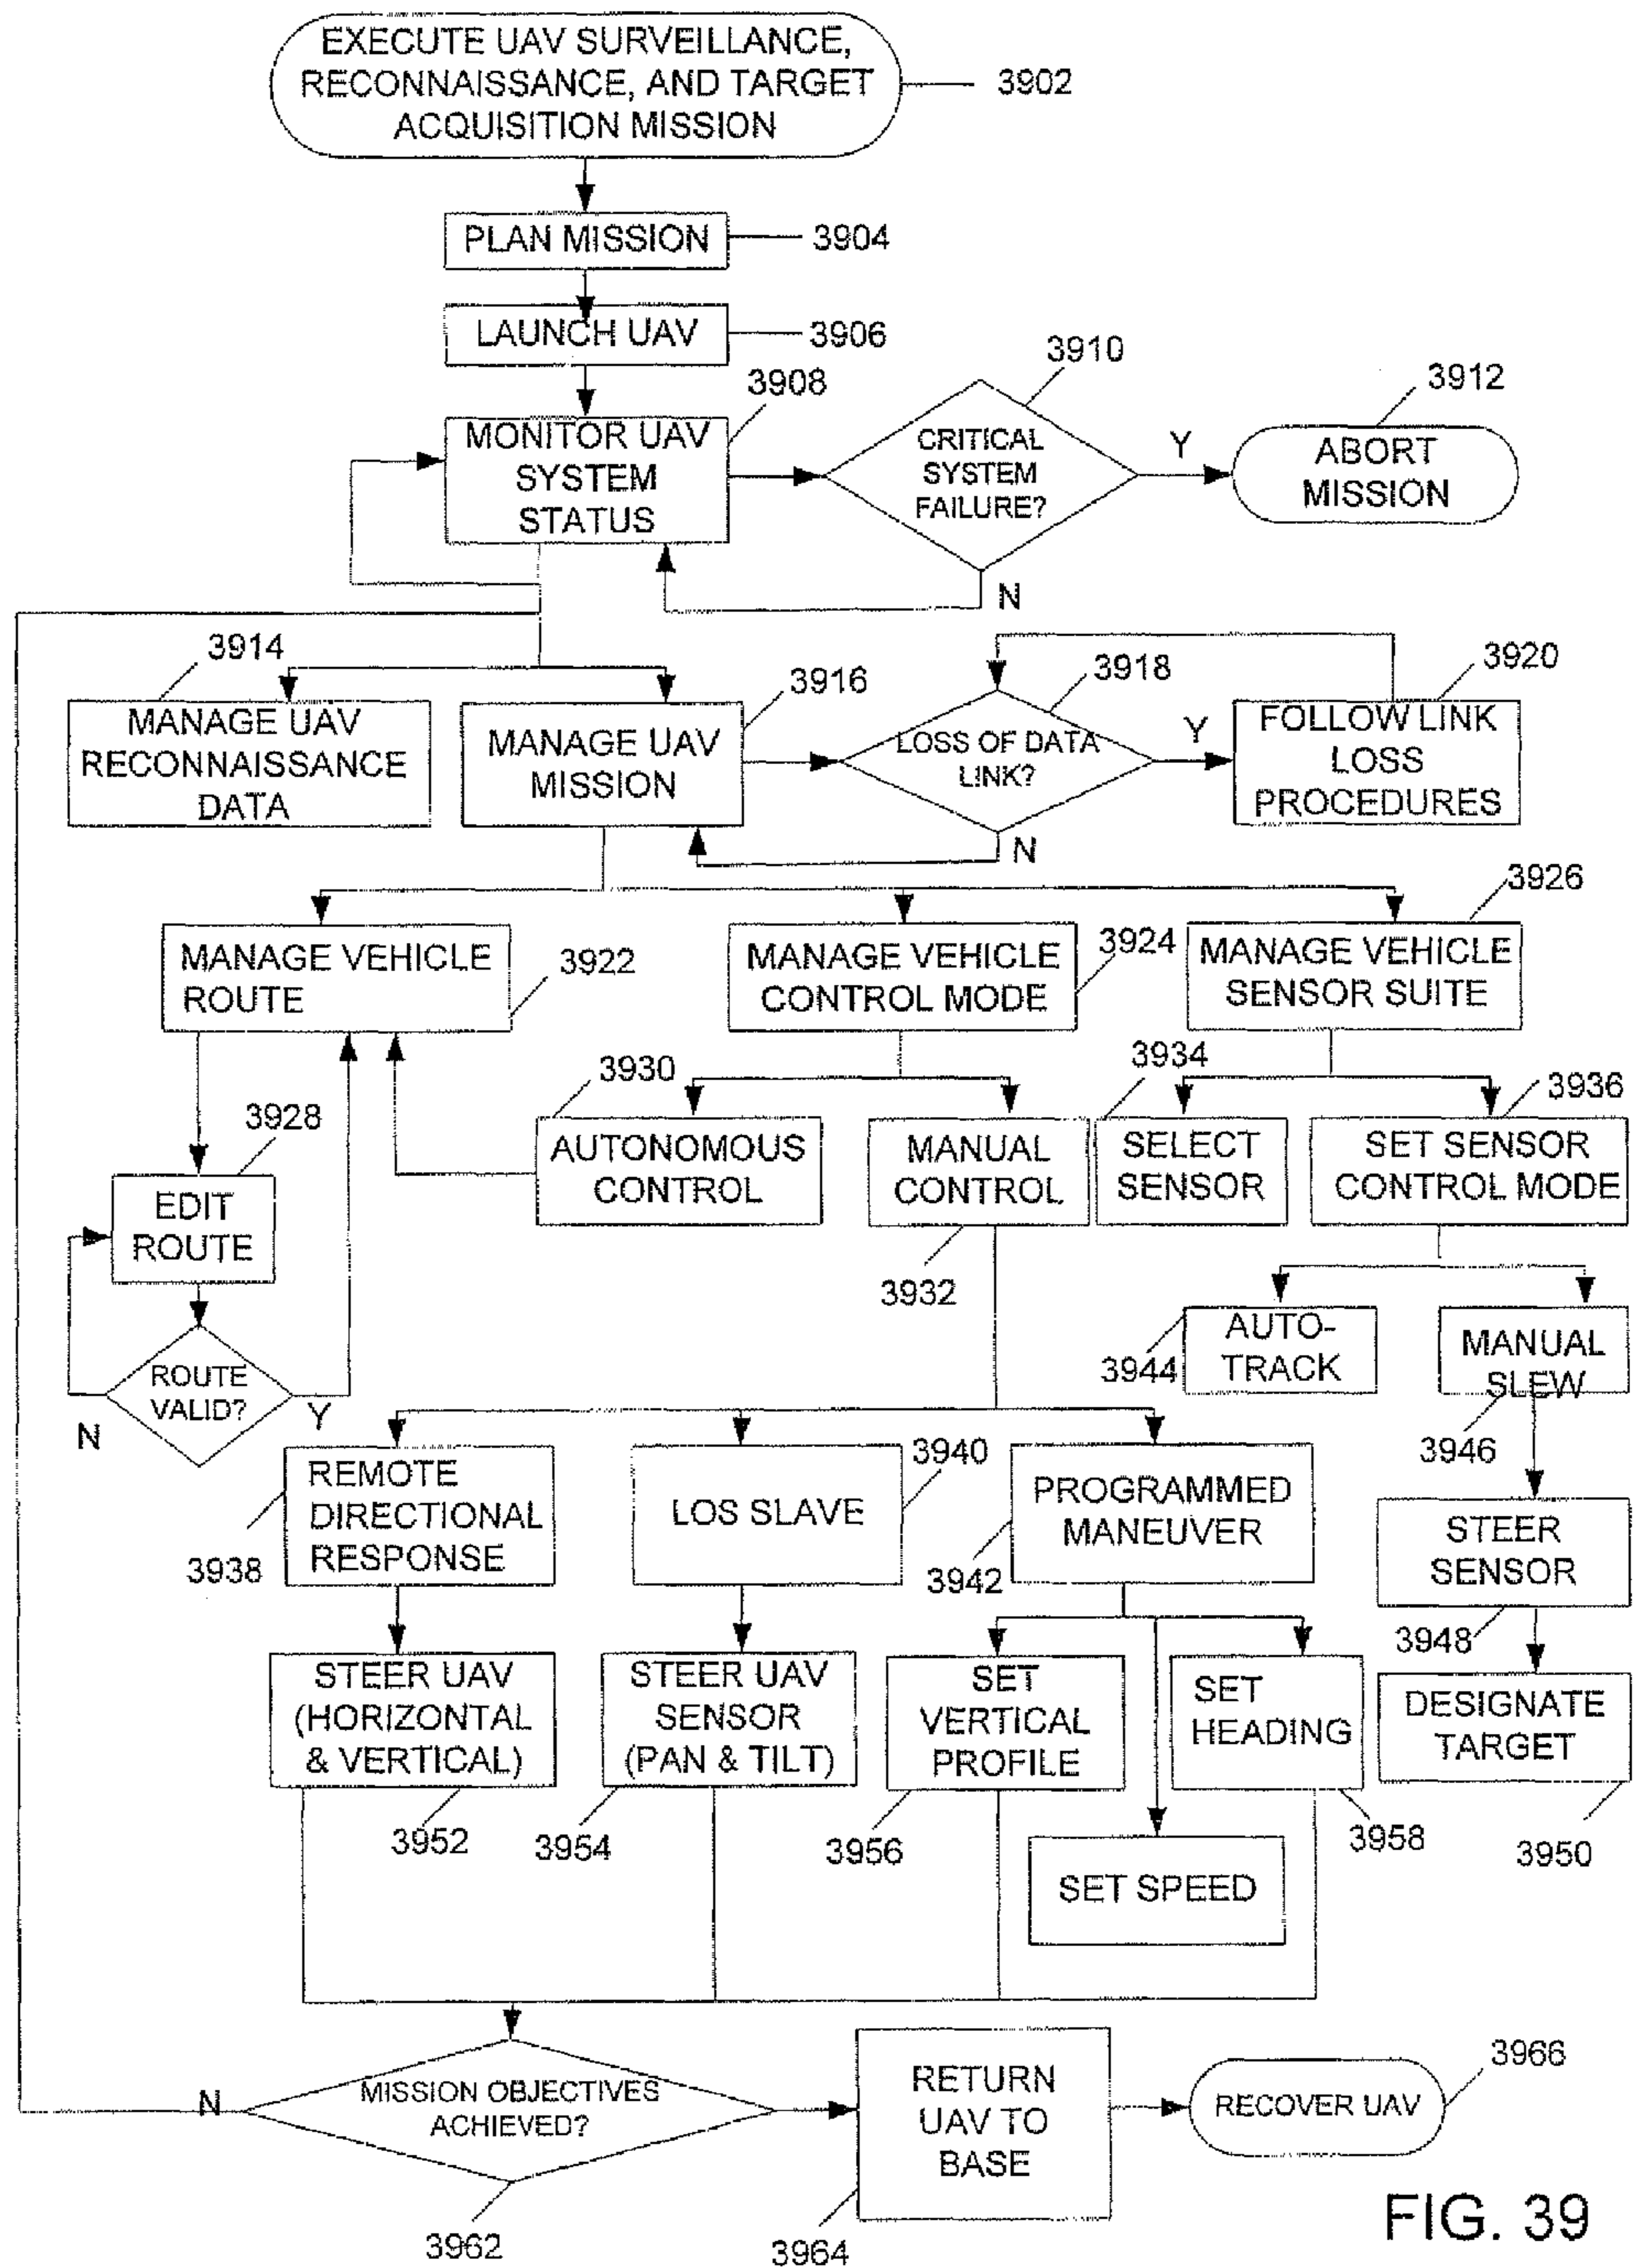 EXECUTE UAV SURVEILLANCE,
RECONNAISSANCE, AND TARGET
ACQUISITION MISSION
3902
PLAN MISSION
3904
LAUNCH UAV
3906
3908
MONITOR UAV
SYSTEM
STATUS
3910
CRITICAL
SYSTEM
FAILURE?
Y
N
3912
ABORT
MISSION
3914
MANAGE UAV
RECONNAISSANCE
DATA
3916
MANAGE UAV
MISSION
3918
LOSS OF DATA
LINK?
Y
N
3920
FOLLOW LINK
LOSS
PROCEDURES
MANAGE VEHICLE
ROUTE
3922
MANAGE VEHICLE
CONTROL MODE
3924
3926
MANAGE VEHICLE
SENSOR SUITE
3928
EDIT
ROUTE
ROUTE
VALID?
N
Y
3930
AUTONOMOUS
CONTROL
MANUAL
CONTROL
3932
3934
SELECT
SENSOR
3936
SET SENSOR
CONTROL MODE
AUTO-
TRACK
3944
MANUAL
SLEW
3946
REMOTE
DIRECTIONAL
RESPONSE
3938
LOS SLAVE
3940
PROGRAMMED
MANEUVER
3942
STEER
SENSOR
3948
STEER UAV
(HORIZONTAL
& VERTICAL)
3952
STEER UAV
SENSOR
(PAN & TILT)
3954
SET
VERTICAL
PROFILE
3956
SET
HEADING
3958
DESIGNATE
TARGET
3950
SET SPEED
N
MISSION OBJECTIVES
ACHIEVED?
3962
RETURN
UAV TO
BASE
3964
RECOVER UAV
3966
FIG. 39